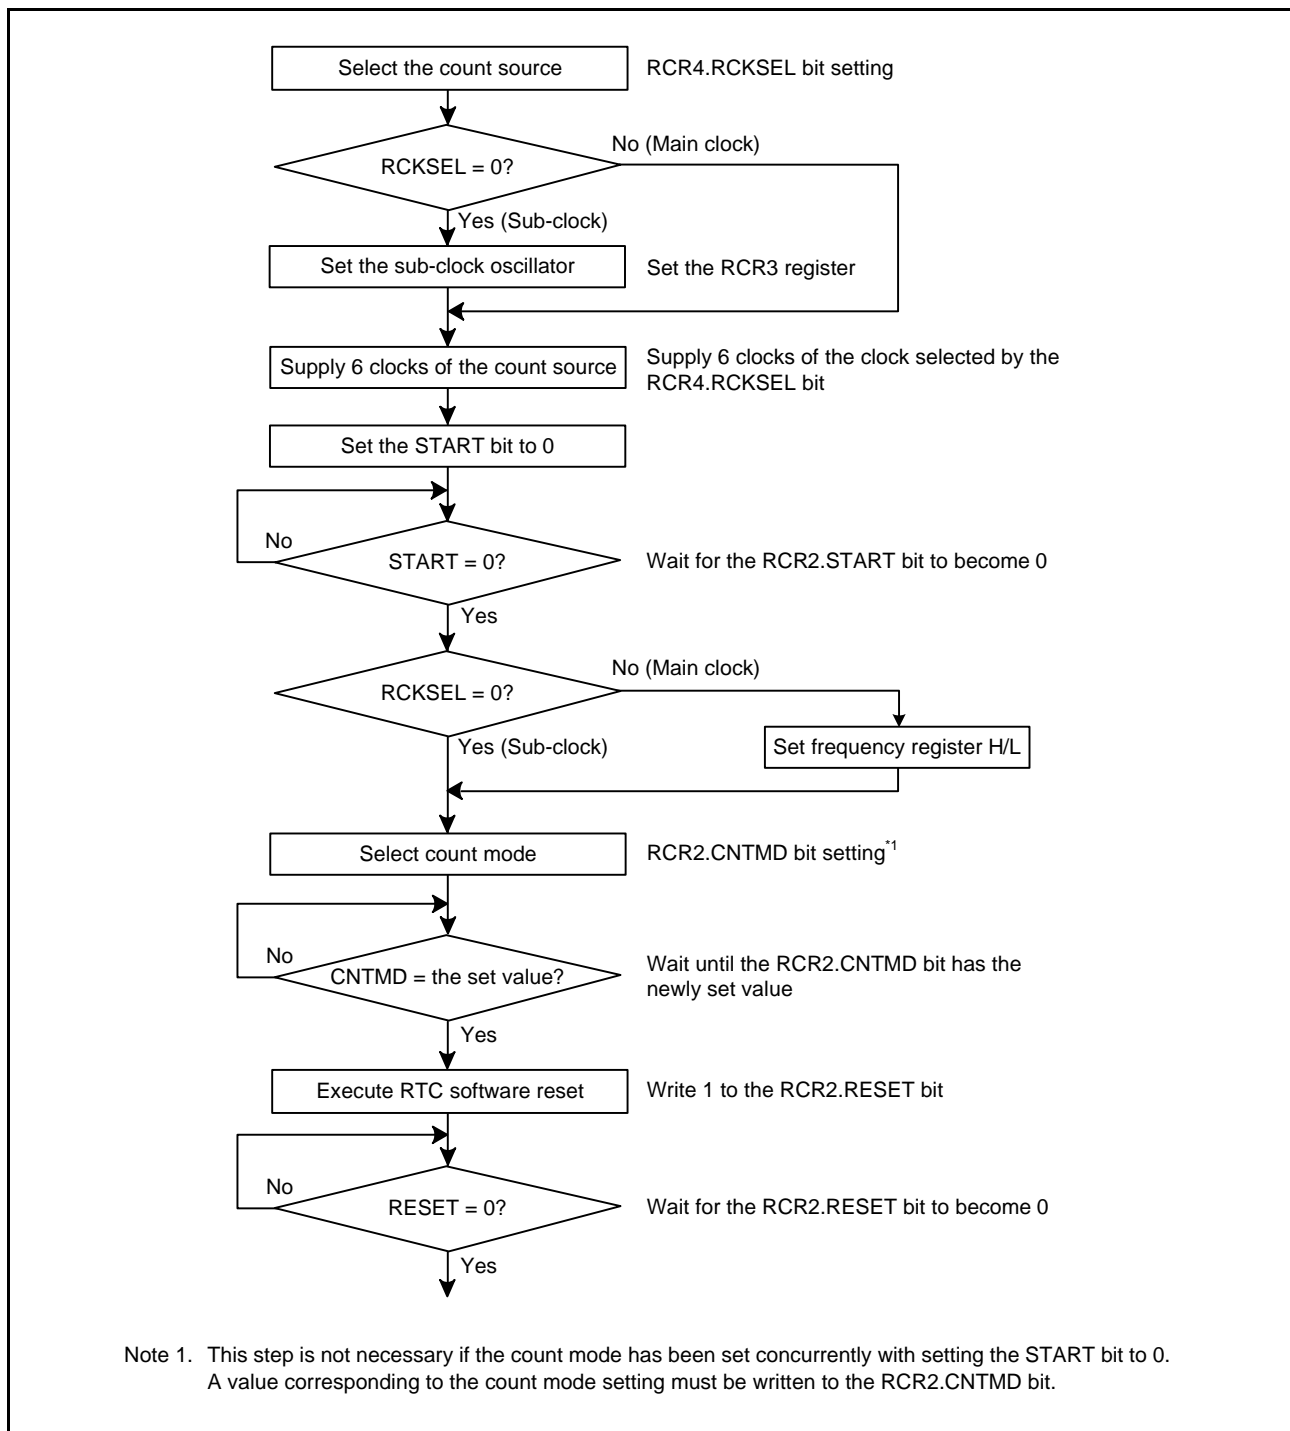 Select the count source
RCR4.RCKSEL bit setting
No (Main clock)
RCKSEL = 0?
Yes (Sub-clock)
Set the sub-clock oscillator
Set the RCR3 register
Supply 6 clocks of the count source
Supply 6 clocks of the clock selected by the
RCR4.RCKSEL bit
Set the START bit to 0
No
START = 0?
Wait for the RCR2.START bit to become 0
Yes
No (Main clock)
RCKSEL = 0?
Yes (Sub-clock)
Set frequency register H/L
Select count mode
RCR2.CNTMD bit setting*1
No
CNTMD = the set value?
Wait until the RCR2.CNTMD bit has the
newly set value
Yes
Execute RTC software reset
Write 1 to the RCR2.RESET bit
No
RESET = 0?
Wait for the RCR2.RESET bit to become 0
Yes
Note 1. This step is not necessary if the count mode has been set concurrently with setting the START bit to 0.
A value corresponding to the count mode setting must be written to the RCR2.CNTMD bit.